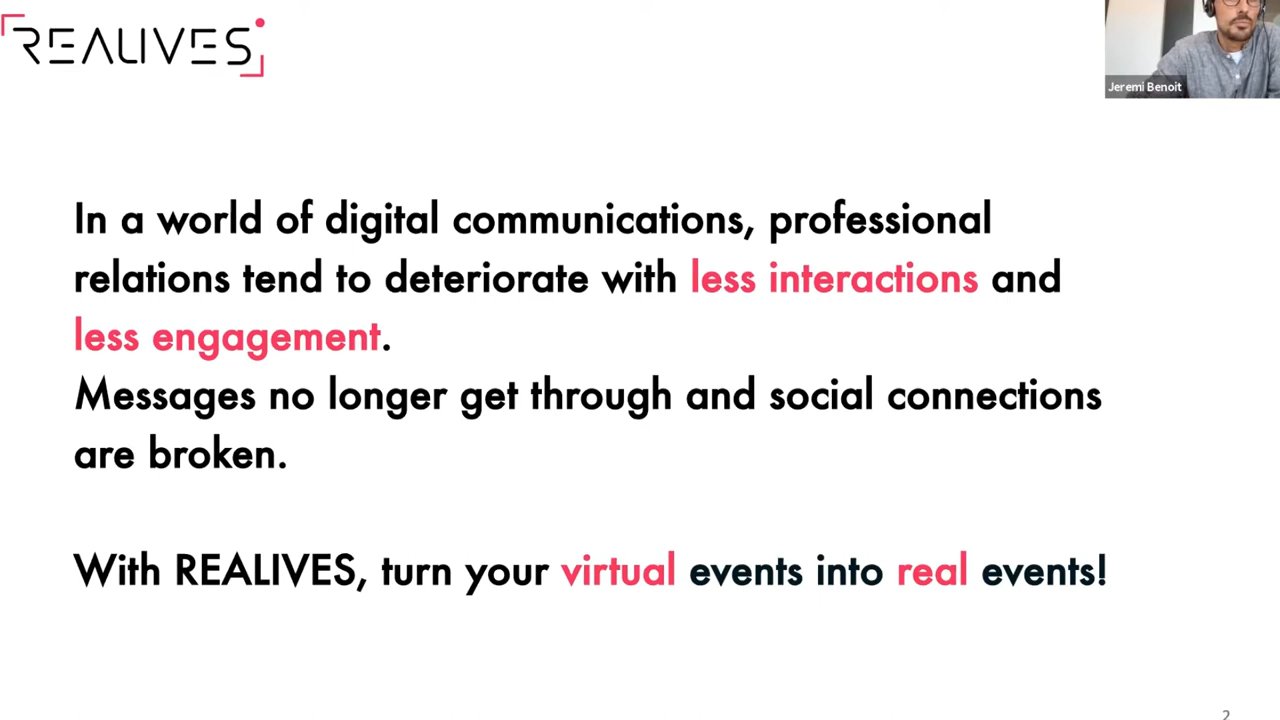 REALIVES
Jeremi Benoit
In a world of digital communications, professional
relations tend to deteriorate with less interactions and
less engagement.
Messages no longer get through and social connections
are broken.
With REALIVES, turn your virtual events into real events!
2